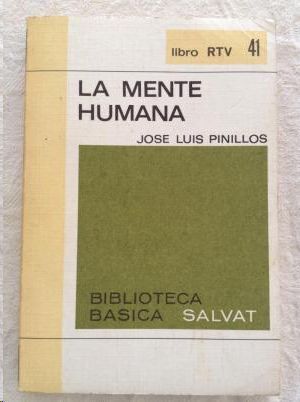 libro RTV 41
LA MENTE
HUMANA
JOSE LUIS PINILLOS
BIBLIOTECA
BASICA SALVAT